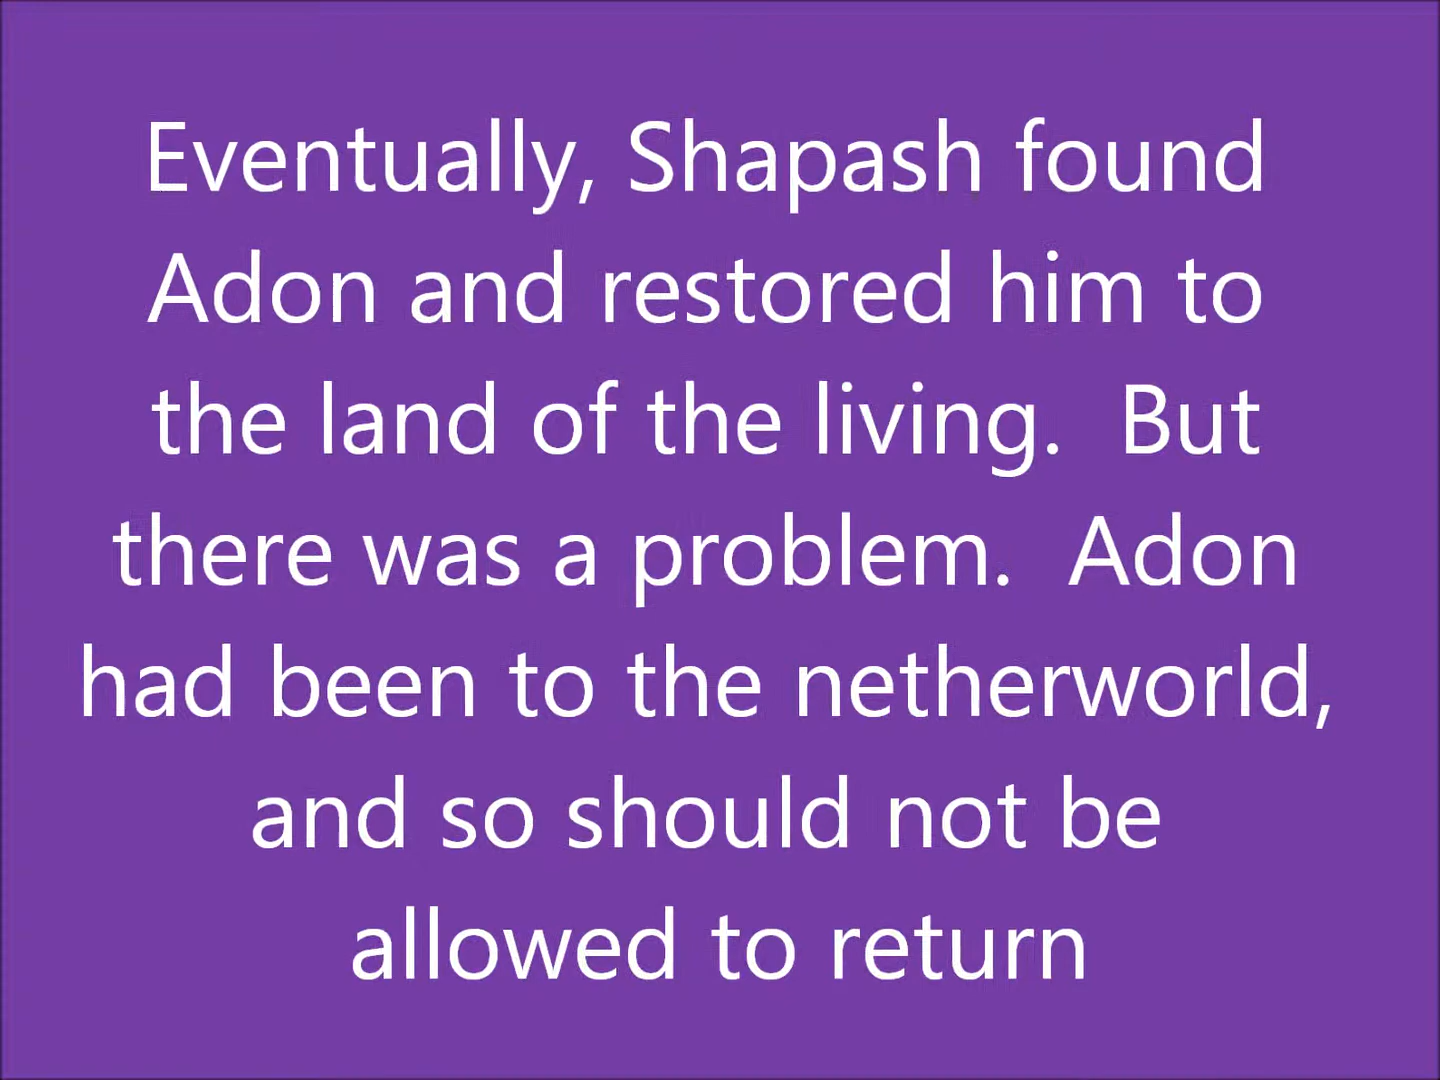 Eventually, Shapash found
Adon and restored him to
the land of the living.  But
there was a problem.  Adon
had been to the netherworld,
and so should not be
allowed to return